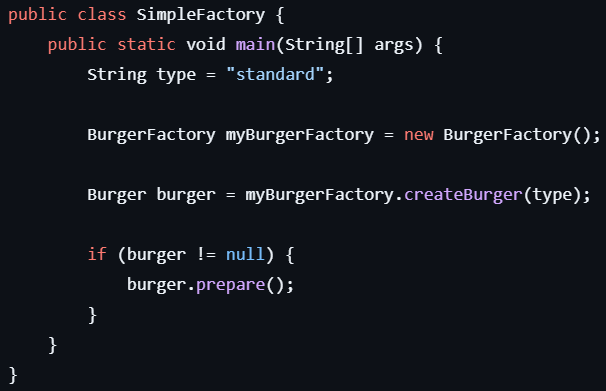 public class SimpleFactory {
    public static void main(String[] args) {
        String type = "standard";
        BurgerFactory myBurgerFactory = new BurgerFactory();
        Burger burger = myBurgerFactory.createBurger(type);
        if (burger != null) {
            burger.prepare();
        }
    }
}